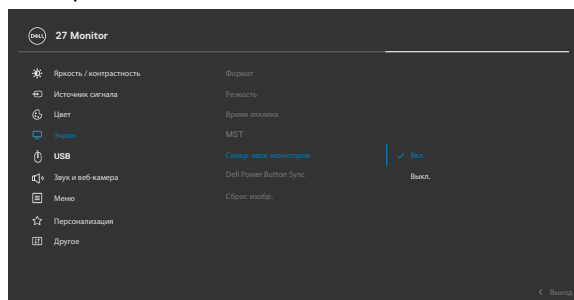 DELL
27 Monitor
Яркость / контрастность
Источник сигнала
Цвет
Экран
USB
Звук и веб-камера
Меню
Персонализация
Другое
Формат
Резкость
Время отклика
MST
Синхр. неск. мониторов
Dell Power Button Sync
Сброс изобр.
Вкл.
Выкл.
Выход